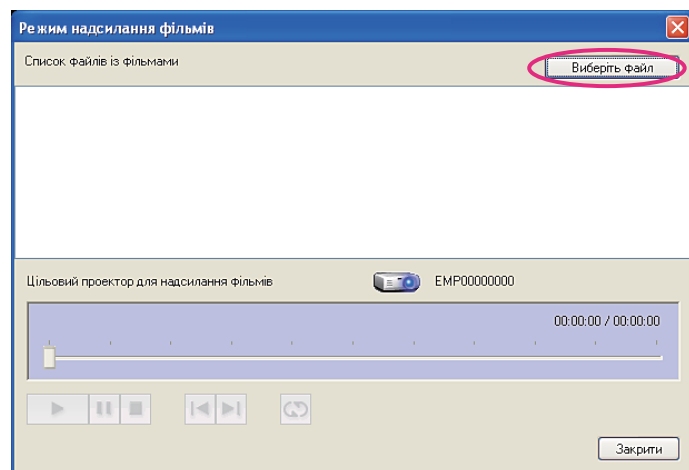 Режим надсилання фільмів
Список файлів із фільмами
Виберіть файл
Цільовий проектор для надсилання фільмів
EMP00000000
00:00:00 / 00:00:00
Закрити